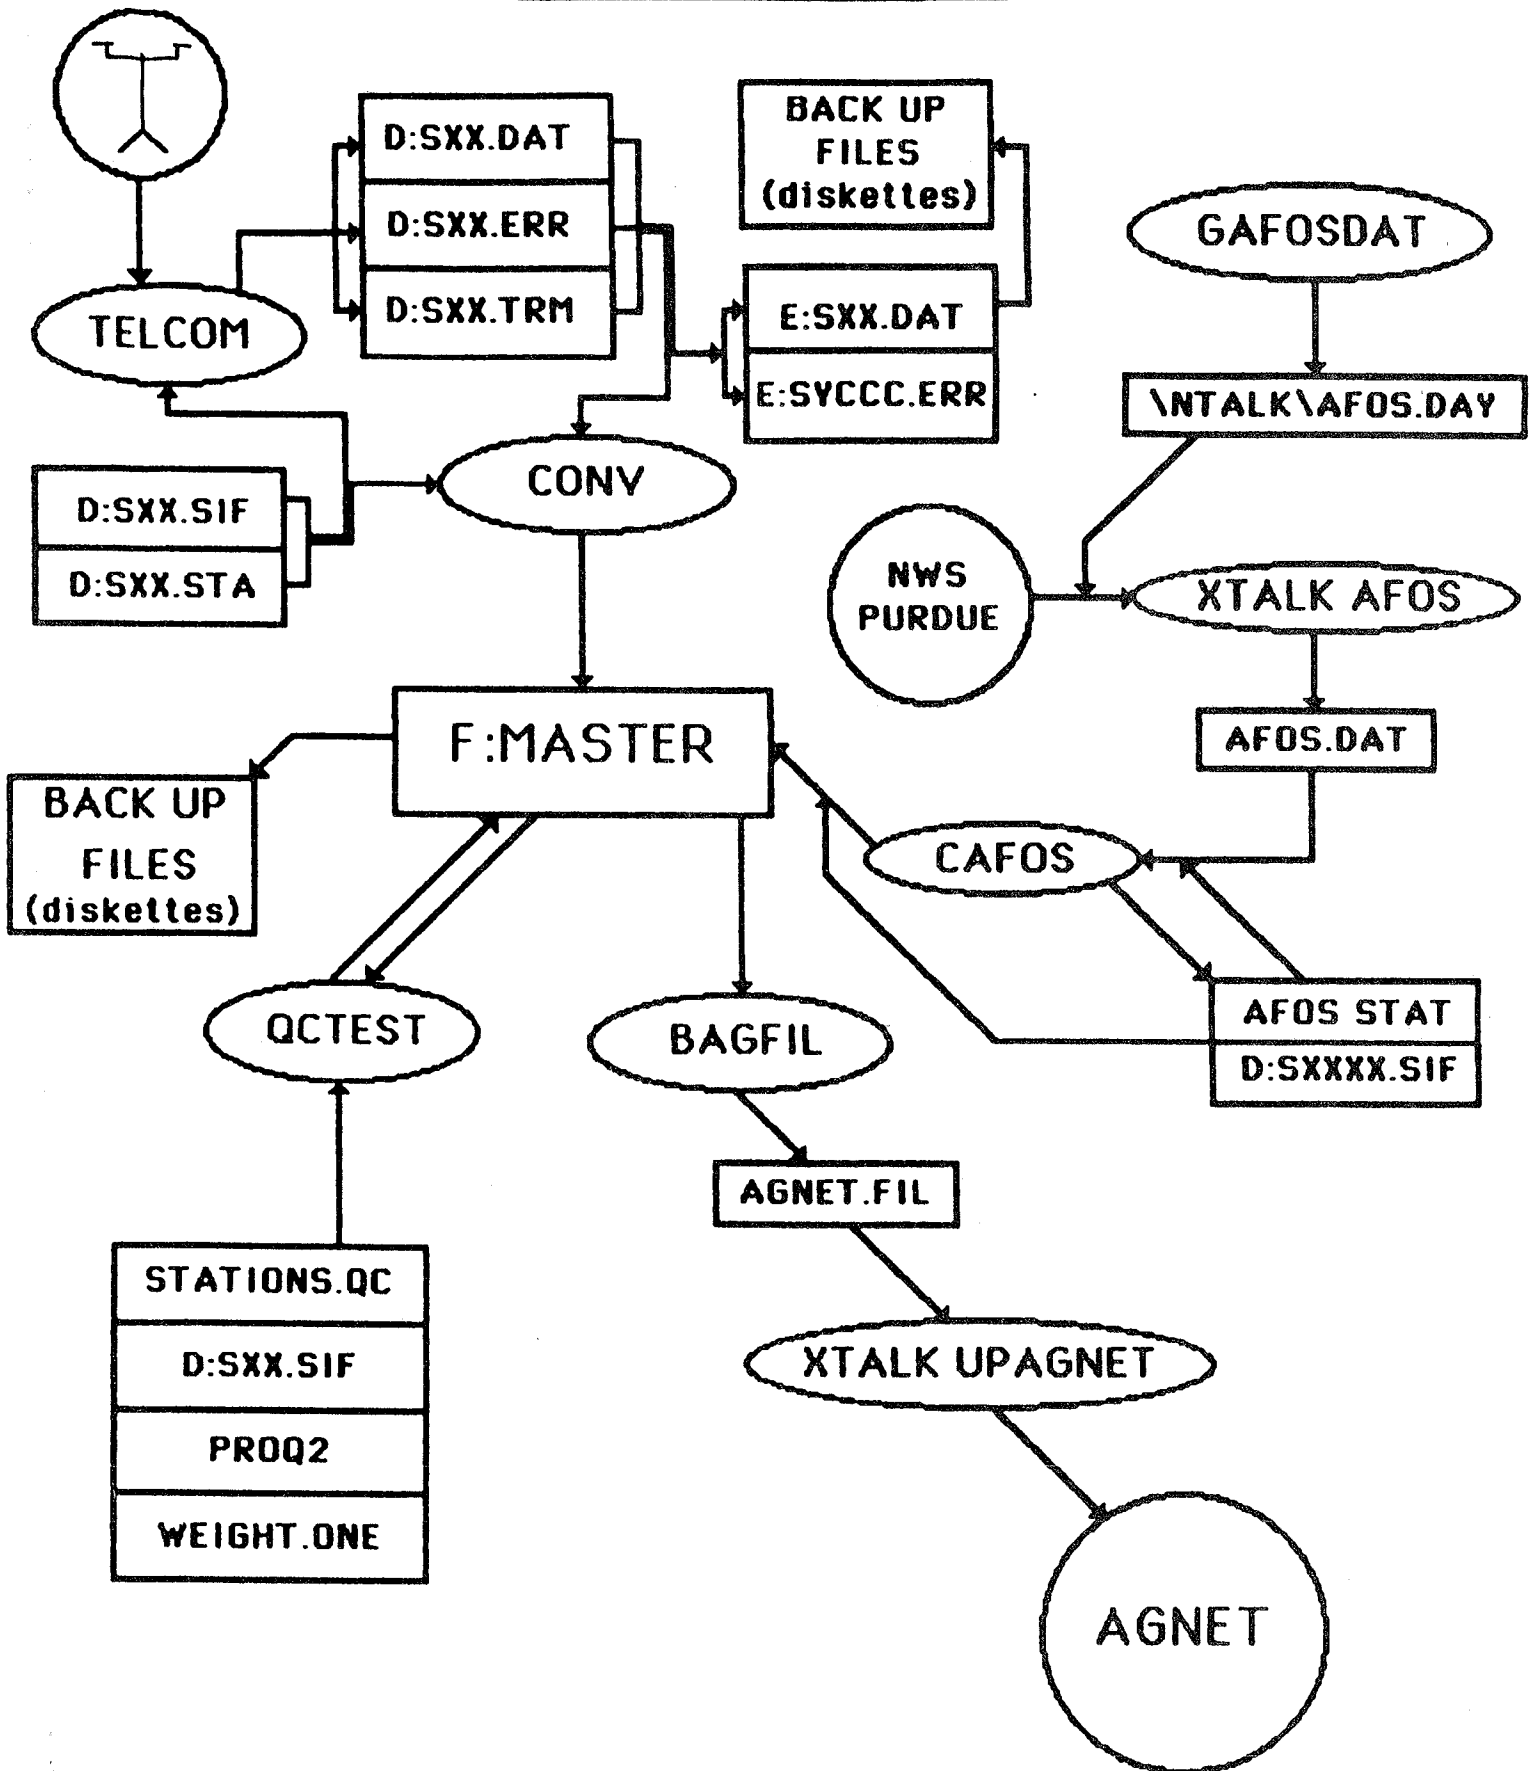 D:SXX.DAT
D:SXX.ERR
D:SXX.TRM
BACK UP
FILES
(diskettes)
GAFOSDAT
TELCOM
E:SXX.DAT
E:SYCCC.ERR
\NTALK\AFOS.DAY
CONV
D:SXX.SIF
D:SXX.STA
NWS
PURDUE
XTALK AFOS
F:MASTER
AFOS.DAT
BACK UP
FILES
(diskettes)
CAFOS
QCTEST
BAGFIL
AFOS STAT
D:SXXXX.SIF
AGNET.FIL
STATIONS.QC
D:SXX.SIF
PROQ2
WEIGHT.ONE
XTALK UPAGNET
AGNET